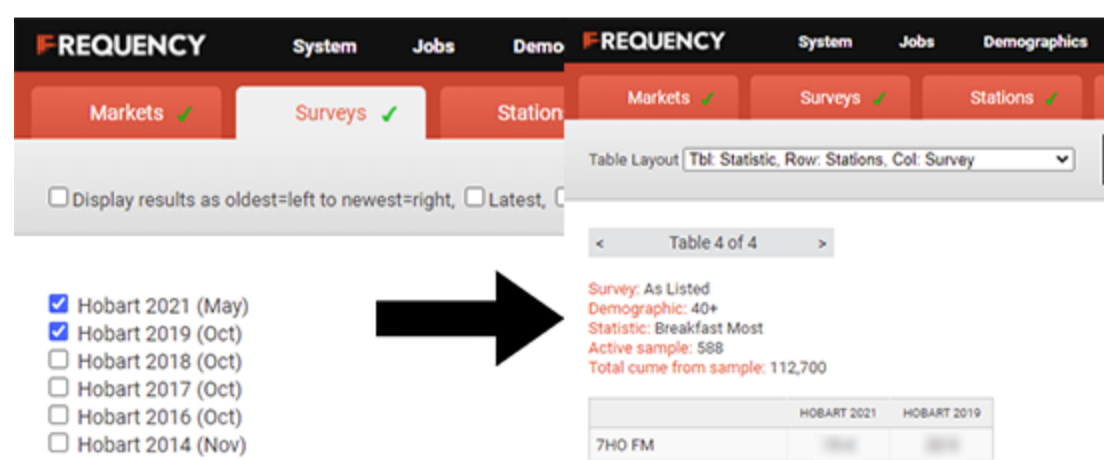 FREQUENCY System Jobs Demo
Markets Surveys Station
Display results as oldest=left to newest=right, Latest,
Hobart 2021 (May)
Hobart 2019 (Oct)
Hobart 2018 (Oct)
Hobart 2017 (Oct)
Hobart 2016 (Oct)
Hobart 2014 (Nov)
FREQUENCY System Jobs Demographics
Markets Surveys Stations
Table Layout Tbl: Statistic, Row: Stations, Col: Survey
< Table 4 of 4 >
Survey: As Listed
Demographic: 40+
Statistic: Breakfast Most
Active sample: 588
Total cume from sample: 112,700
HOBART 2021 HOBART 2019
7HO FM